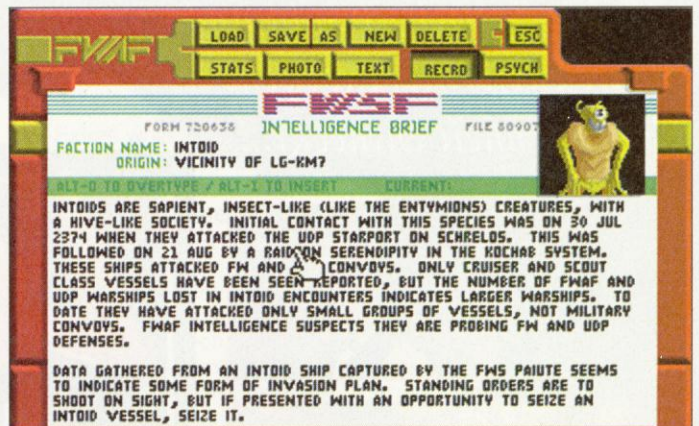 FWAF
LOAD SAVE AS NEW DELETE ESC
STATS PHOTO TEXT RECRD PSYCH
FWSF
FORM 720638 INTELLIGENCE BRIEF FILE 80907
FACTION NAME: INTOID
ORIGIN: VICINITY OF LG-KM7
ALT-O TO OVERTYPE / ALT-I TO INSERT CURRENT:
INTOIDS ARE SAPIENT, INSECT-LIKE (LIKE THE ENTYMIONS) CREATURES, WITH
A HIVE-LIKE SOCIETY. INITIAL CONTACT WITH THIS SPECIES WAS ON 30 JUL
2374 WHEN THEY ATTACKED THE UDP STARPORT ON SCHRELOS. THIS WAS
FOLLOWED ON 21 AUG BY A RAID ON SERENDIPITY IN THE KOCHAB SYSTEM.
THESE SHIPS ATTACKED FW AND CONVOYS. ONLY CRUISER AND SCOUT
CLASS VESSELS HAVE BEEN SEEN REPORTED, BUT THE NUMBER OF FWAF AND
UDP WARSHIPS LOST IN INTOID ENCOUNTERS INDICATES LARGER WARSHIPS. TO
DATE THEY HAVE ATTACKED ONLY SMALL GROUPS OF VESSELS, NOT MILITARY
CONVOYS. FWAF INTELLIGENCE SUSPECTS THEY ARE PROBING FW AND UDP
DEFENSES.
DATA GATHERED FROM AN INTOID SHIP CAPTURED BY THE FWS PAIUTE SEEMS
TO INDICATE SOME FORM OF INVASION PLAN. STANDING ORDERS ARE TO
SHOOT ON SIGHT, BUT IF PRESENTED WITH AN OPPORTUNITY TO SEIZE AN
INTOID VESSEL, SEIZE IT.